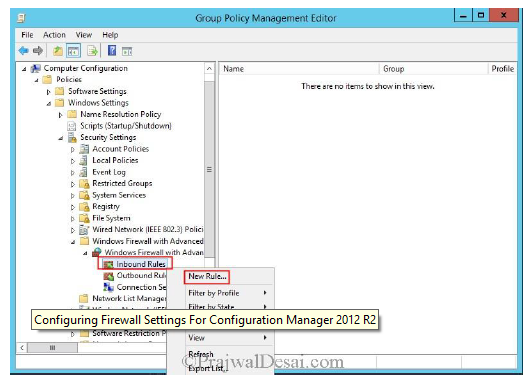 Group Policy Management Editor
File Action View Help
Name Group Profile
There are no items to show in this view.
Computer Configuration
Policies
Software Settings
Windows Settings
Name Resolution Policy
Scripts (Startup/Shutdown)
Security Settings
Account Policies
Local Policies
Event Log
Restricted Groups
System Services
Registry
File System
Wired Network (IEEE 802.3) Polici
Windows Firewall with Advanced
Windows Firewall with Advan
Inbound Rules
Outbound Rul
Connection Se
Network List Manager
Software Restriction P
New Rule...
Filter by Profile
Filter by State
View
Refresh
Export List...
Configuring Firewall Settings For Configuration Manager 2012 R2
©PrajwalDesai.com